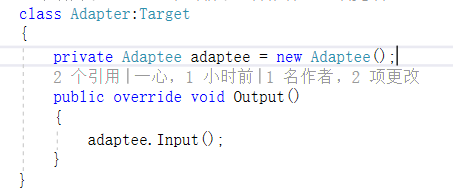 class Adapter:Target
{
private Adaptee adaptee = new Adaptee();
2 个引用|一心，1 小时前|1 名作者，2 项更改
public override void Output()
{
adaptee.Input();
}
}